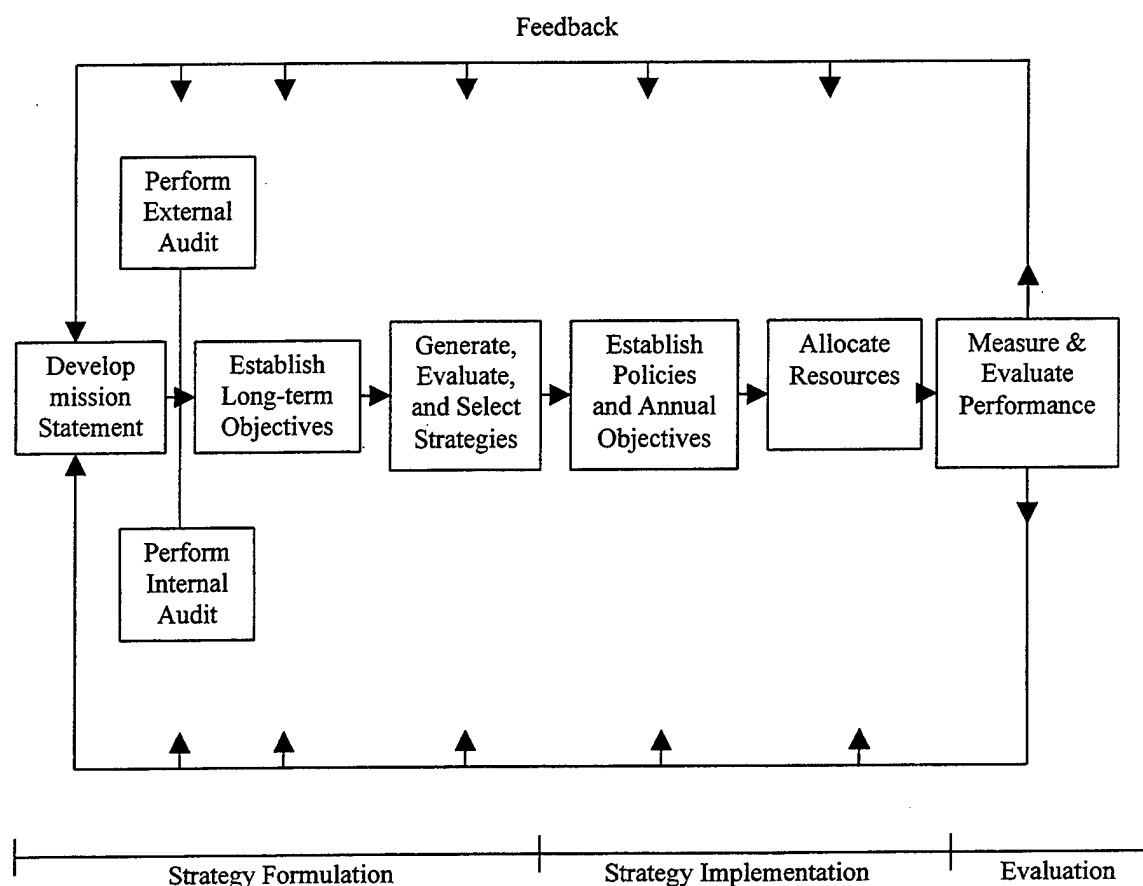 Feedback
Perform
External
Audit
Develop
mission
Statement
Establish
Long-term
Objectives
Generate,
Evaluate,
and Select
Strategies
Establish
Policies
and Annual
Objectives
Allocate
Resources
Measure &
Evaluate
Performance
Perform
Internal
Audit
Strategy Formulation
Strategy Implementation
Evaluation